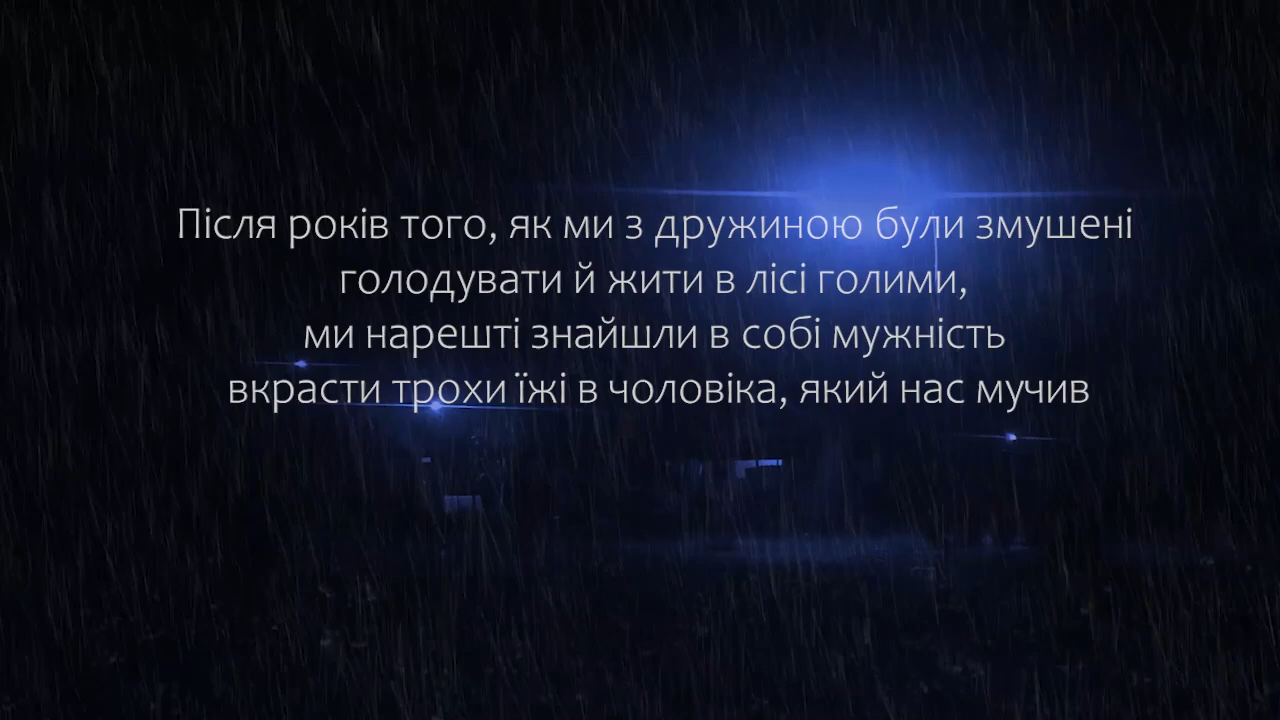 Після років того, як ми з дружиною були змушені
голодувати й жити в лісі голими,
ми нарешті знайшли в собі мужність
вкрасти трохи їжі в чоловіка, який нас мучив